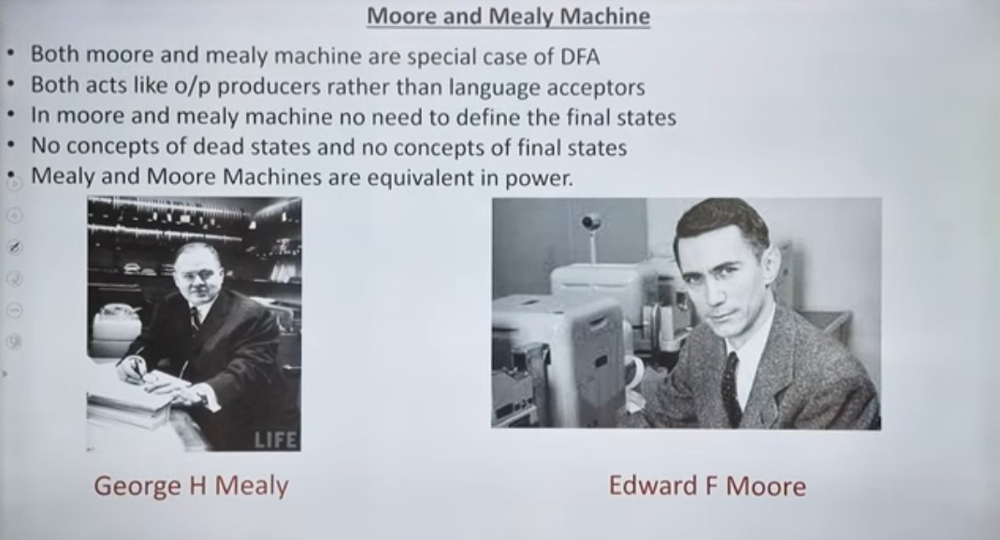 Moore and Mealy Machine
• Both moore and mealy machine are special case of DFA
• Both acts like o/p producers rather than language acceptors
• In moore and mealy machine no need to define the final states
• No concepts of dead states and no concepts of final states
• Mealy and Moore Machines are equivalent in power.
LIFE
George H Mealy
Edward F Moore